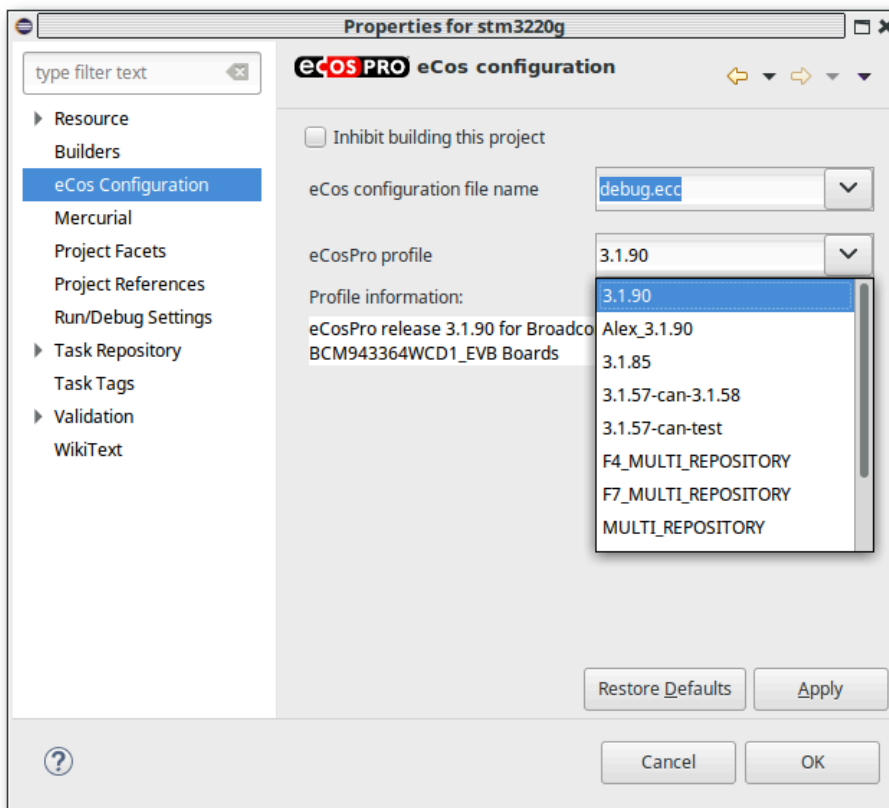 Properties for stm3220g
type filter text
eCOSPRO eCos configuration
Resource
Builders
eCos Configuration
Mercurial
Project Facets
Project References
Run/Debug Settings
Task Repository
Task Tags
Validation
WikiText
Inhibit building this project
eCos configuration file name
debug.ecc
eCosPro profile
3.1.90
Profile information:
eCosPro release 3.1.90 for
BCM943364WCD1_EVB Boards
3.1.90
Alex_3.1.90
3.1.85
3.1.57-can-3.1.58
3.1.57-can-test
F4_MULTI_REPOSITORY
F7_MULTI_REPOSITORY
MULTI_REPOSITORY
Restore Defaults
Apply
?
Cancel
OK